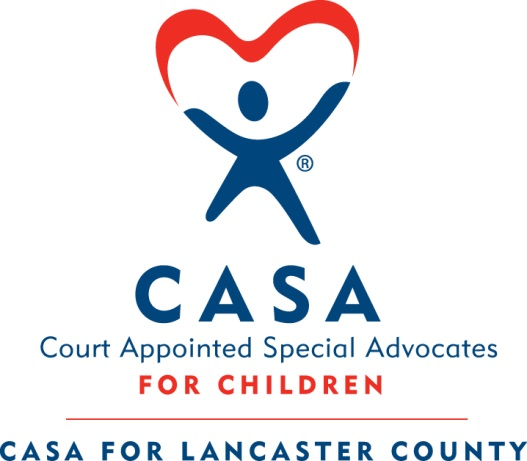 ®
CASA
Court Appointed Special Advocates
FOR CHILDREN
CASA FOR LANCASTER COUNTY